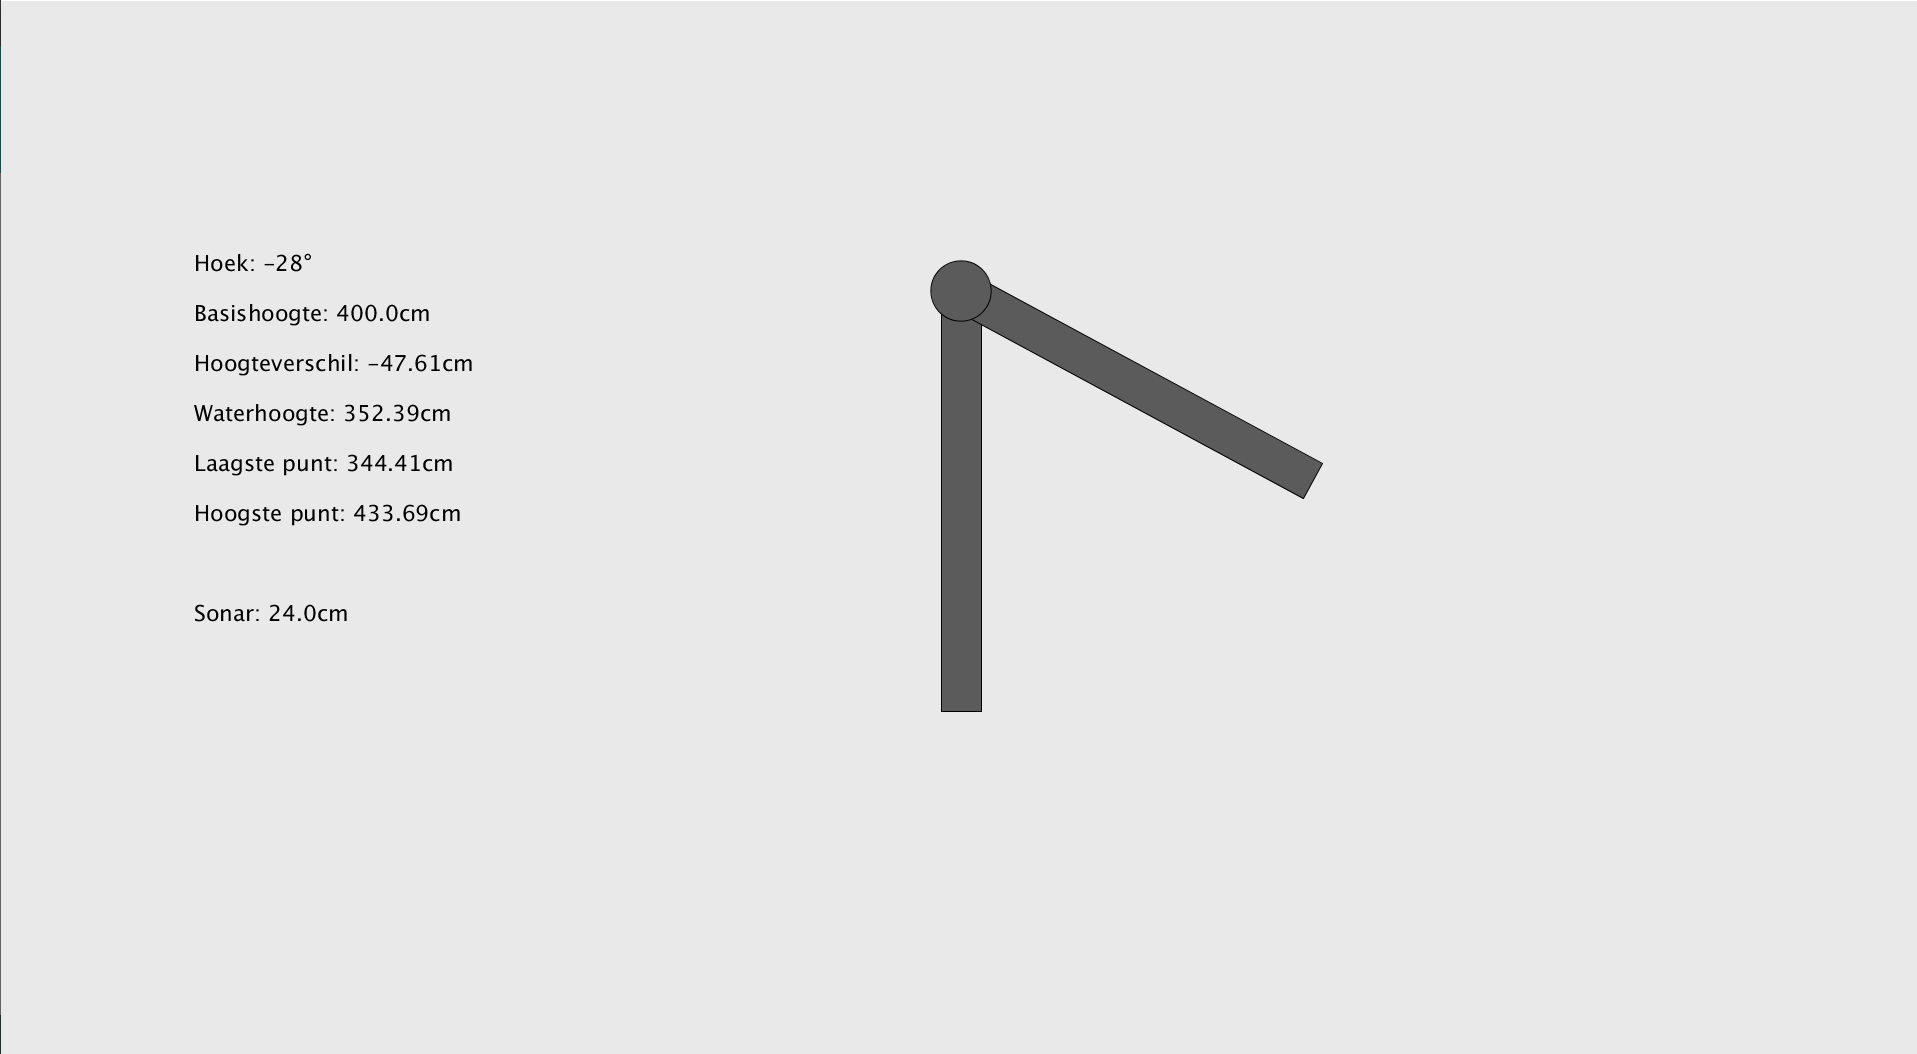 Hoek: -28°
Basishoogte: 400.0cm
Hoogteverschil: -47.61cm
Waterhoogte: 352.39cm
Laagste punt: 344.41cm
Hoogste punt: 433.69cm
Sonar: 24.0cm